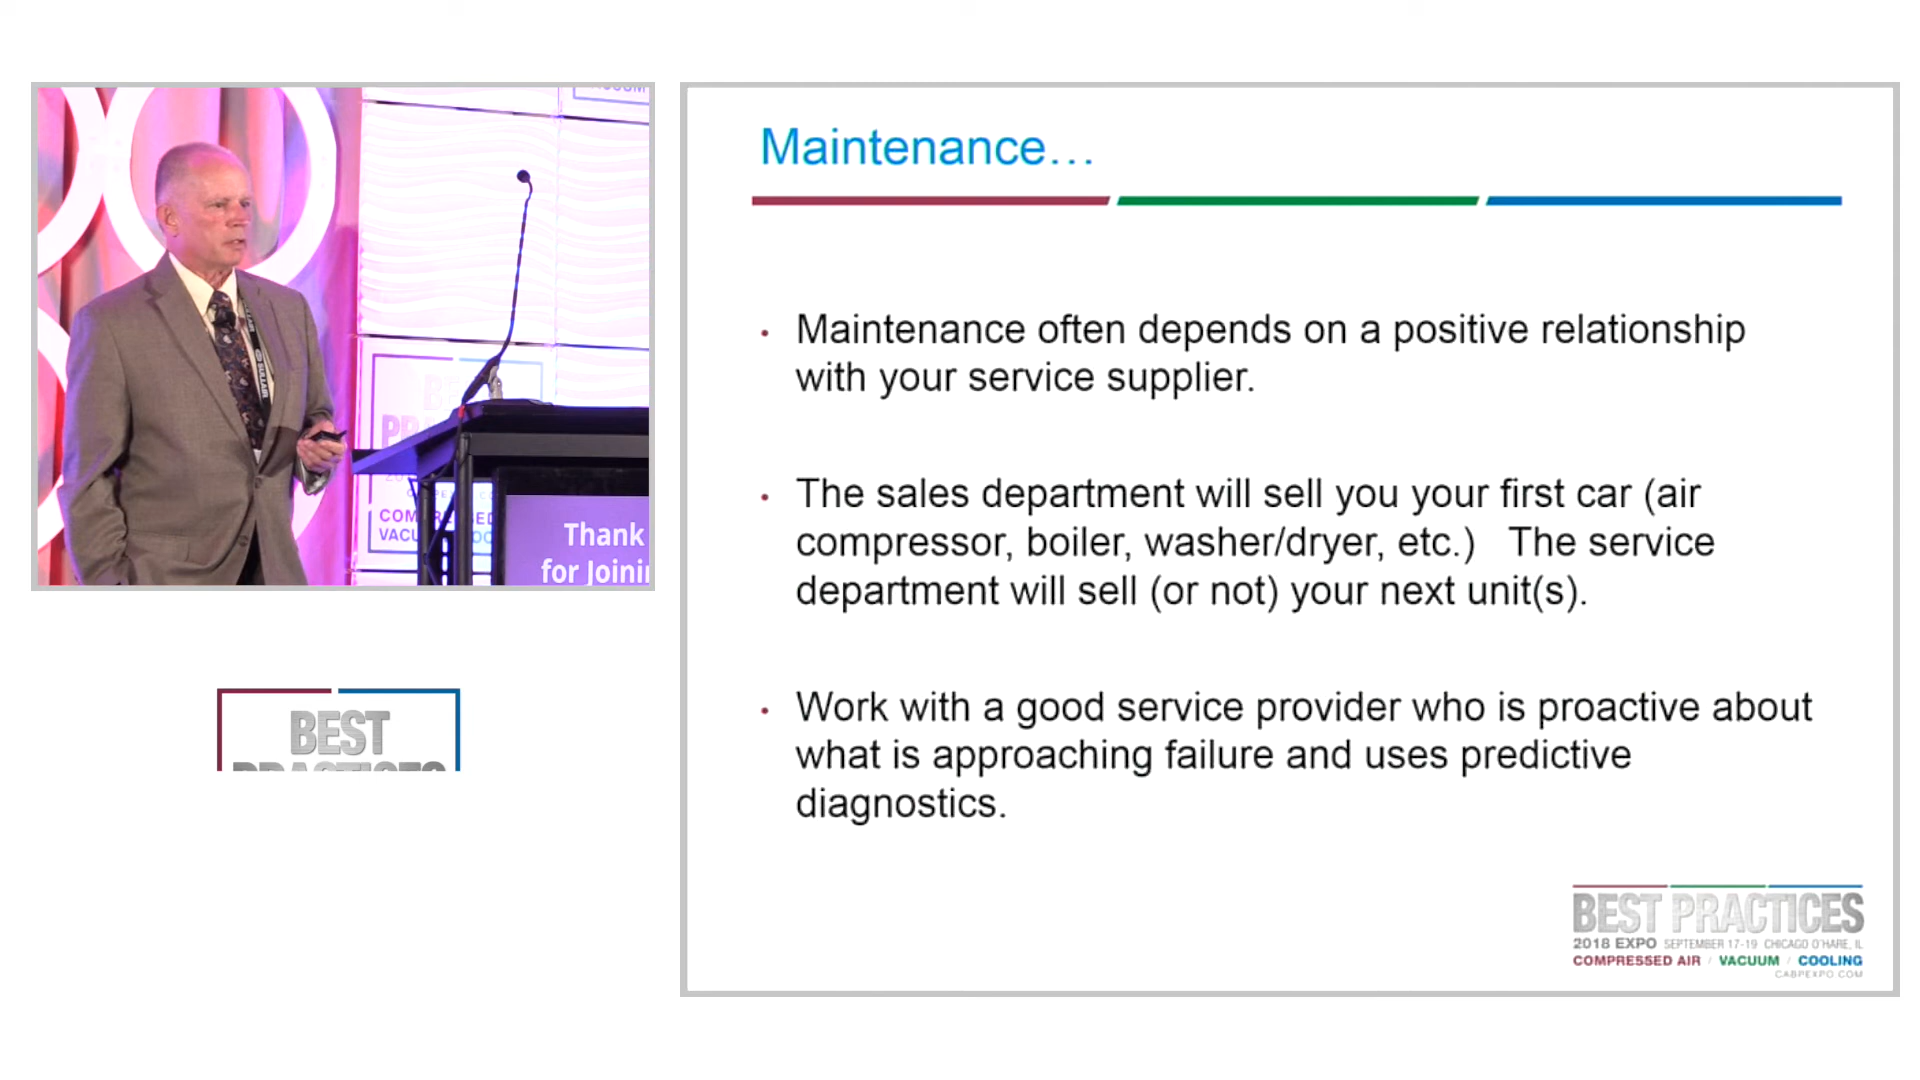 SULLAIR
Thank
for Joini
BEST
PRACTICES
Maintenance…
• Maintenance often depends on a positive relationship
with your service supplier.
• The sales department will sell you your first car (air
compressor, boiler, washer/dryer, etc.)   The service
department will sell (or not) your next unit(s).
• Work with a good service provider who is proactive about
what is approaching failure and uses predictive
diagnostics.
BEST PRACTICES
2018 EXPO SEPTEMBER 17-19 CHICAGO O'HARE, IL
COMPRESSED AIR / VACUUM / COOLING
CABPEXPO.COM